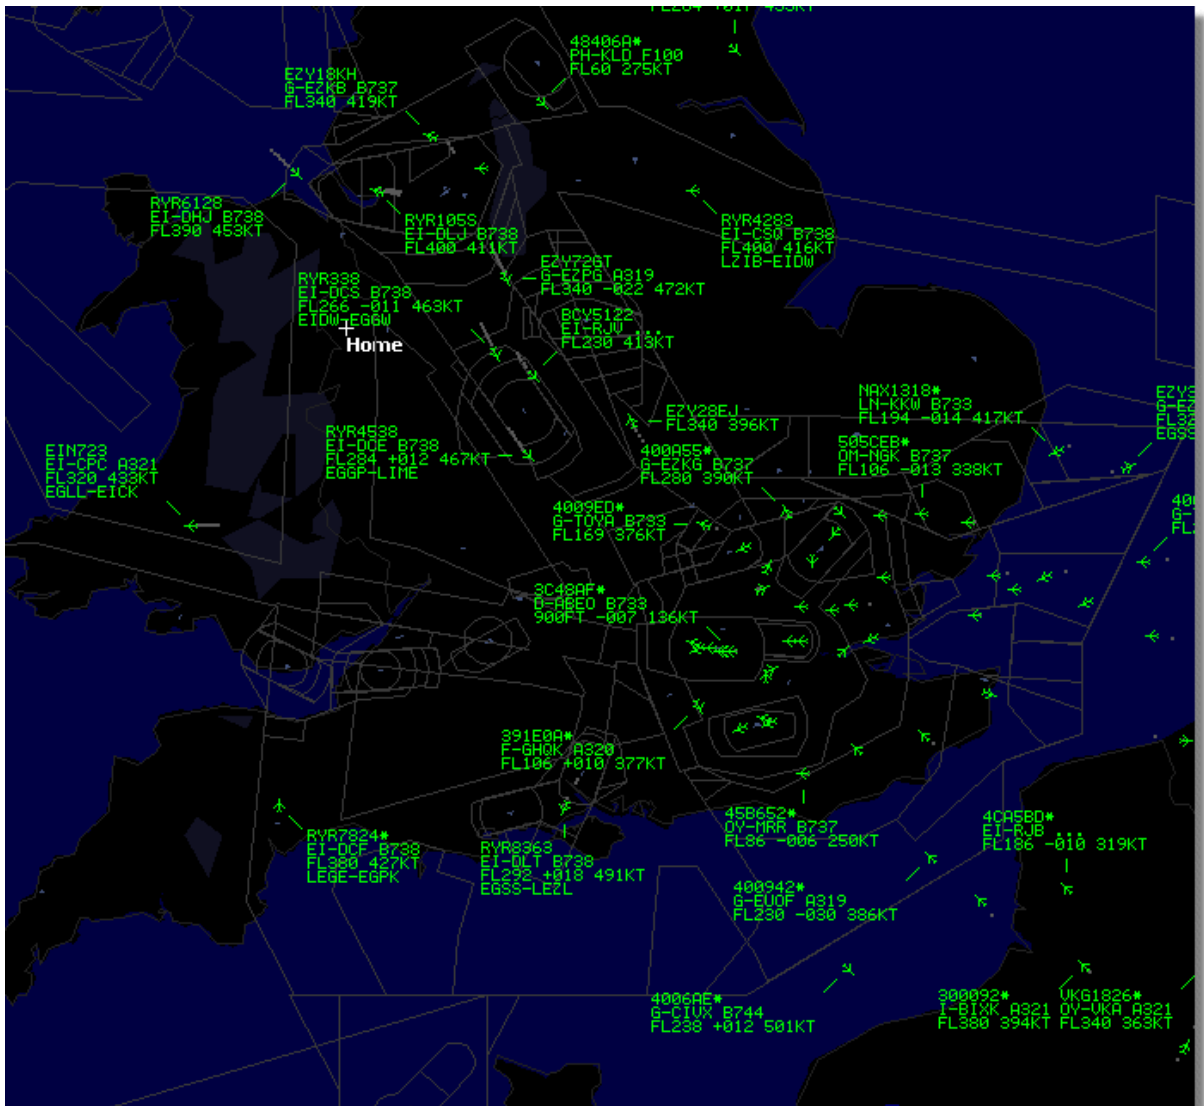 FL264 +017 453KT
48406A*
PH-KLD F100
FL60 275KT
EZY18KH
G-EZKB B737
FL340 419KT
RYR6128
EI-DHJ B738
FL390 453KT
RYR105S
EI-DLJ B738
FL400 411KT
RYR4283
EI-CSQ B738
FL400 416KT
LZIB-EIDW
EZY72GT
G-EZPG A319
FL340 -022 472KT
RYR338
EI-DCS B738
FL266 -011 463KT
EIDW-EGGW
Home
BCY5122
EI-RJV ...
FL230 413KT
NAX1318*
LN-KKW B733
FL194 -014 417KT
EZY3
G-EZ
FL32
EGSS
EZY28EJ
FL340 396KT
RYR4538
EI-DCE B738
FL284 +012 467KT
EGGP-LIME
505CEB*
OM-NGK B737
FL106 -013 338KT
400A55*
G-EZKG B737
FL280 390KT
EIN723
EI-CPC A321
FL320 433KT
EGLL-EICK
400
G-
4009ED*
G-TOYA B733
FL169 376KT
3C48AF*
D-ABEO B733
900FT -007 136KT
391E0A*
F-GHQK A320
FL106 +010 377KT
45B652*
OY-MRR B737
FL86 -006 250KT
4CA5BD*
EI-RJB ...
FL186 -010 319KT
RYR7824*
EI-DCF B738
FL380 427KT
LEGE-EGPK
RYR8363
EI-DLT B738
FL292 +018 491KT
EGSS-LEZL
400942*
G-EUOF A319
FL230 -030 386KT
4006AE*
G-CIVX B744
FL238 +012 501KT
300092*
I-BIXK A321
FL380 394KT
VKG1826*
OY-VKA A321
FL340 363KT